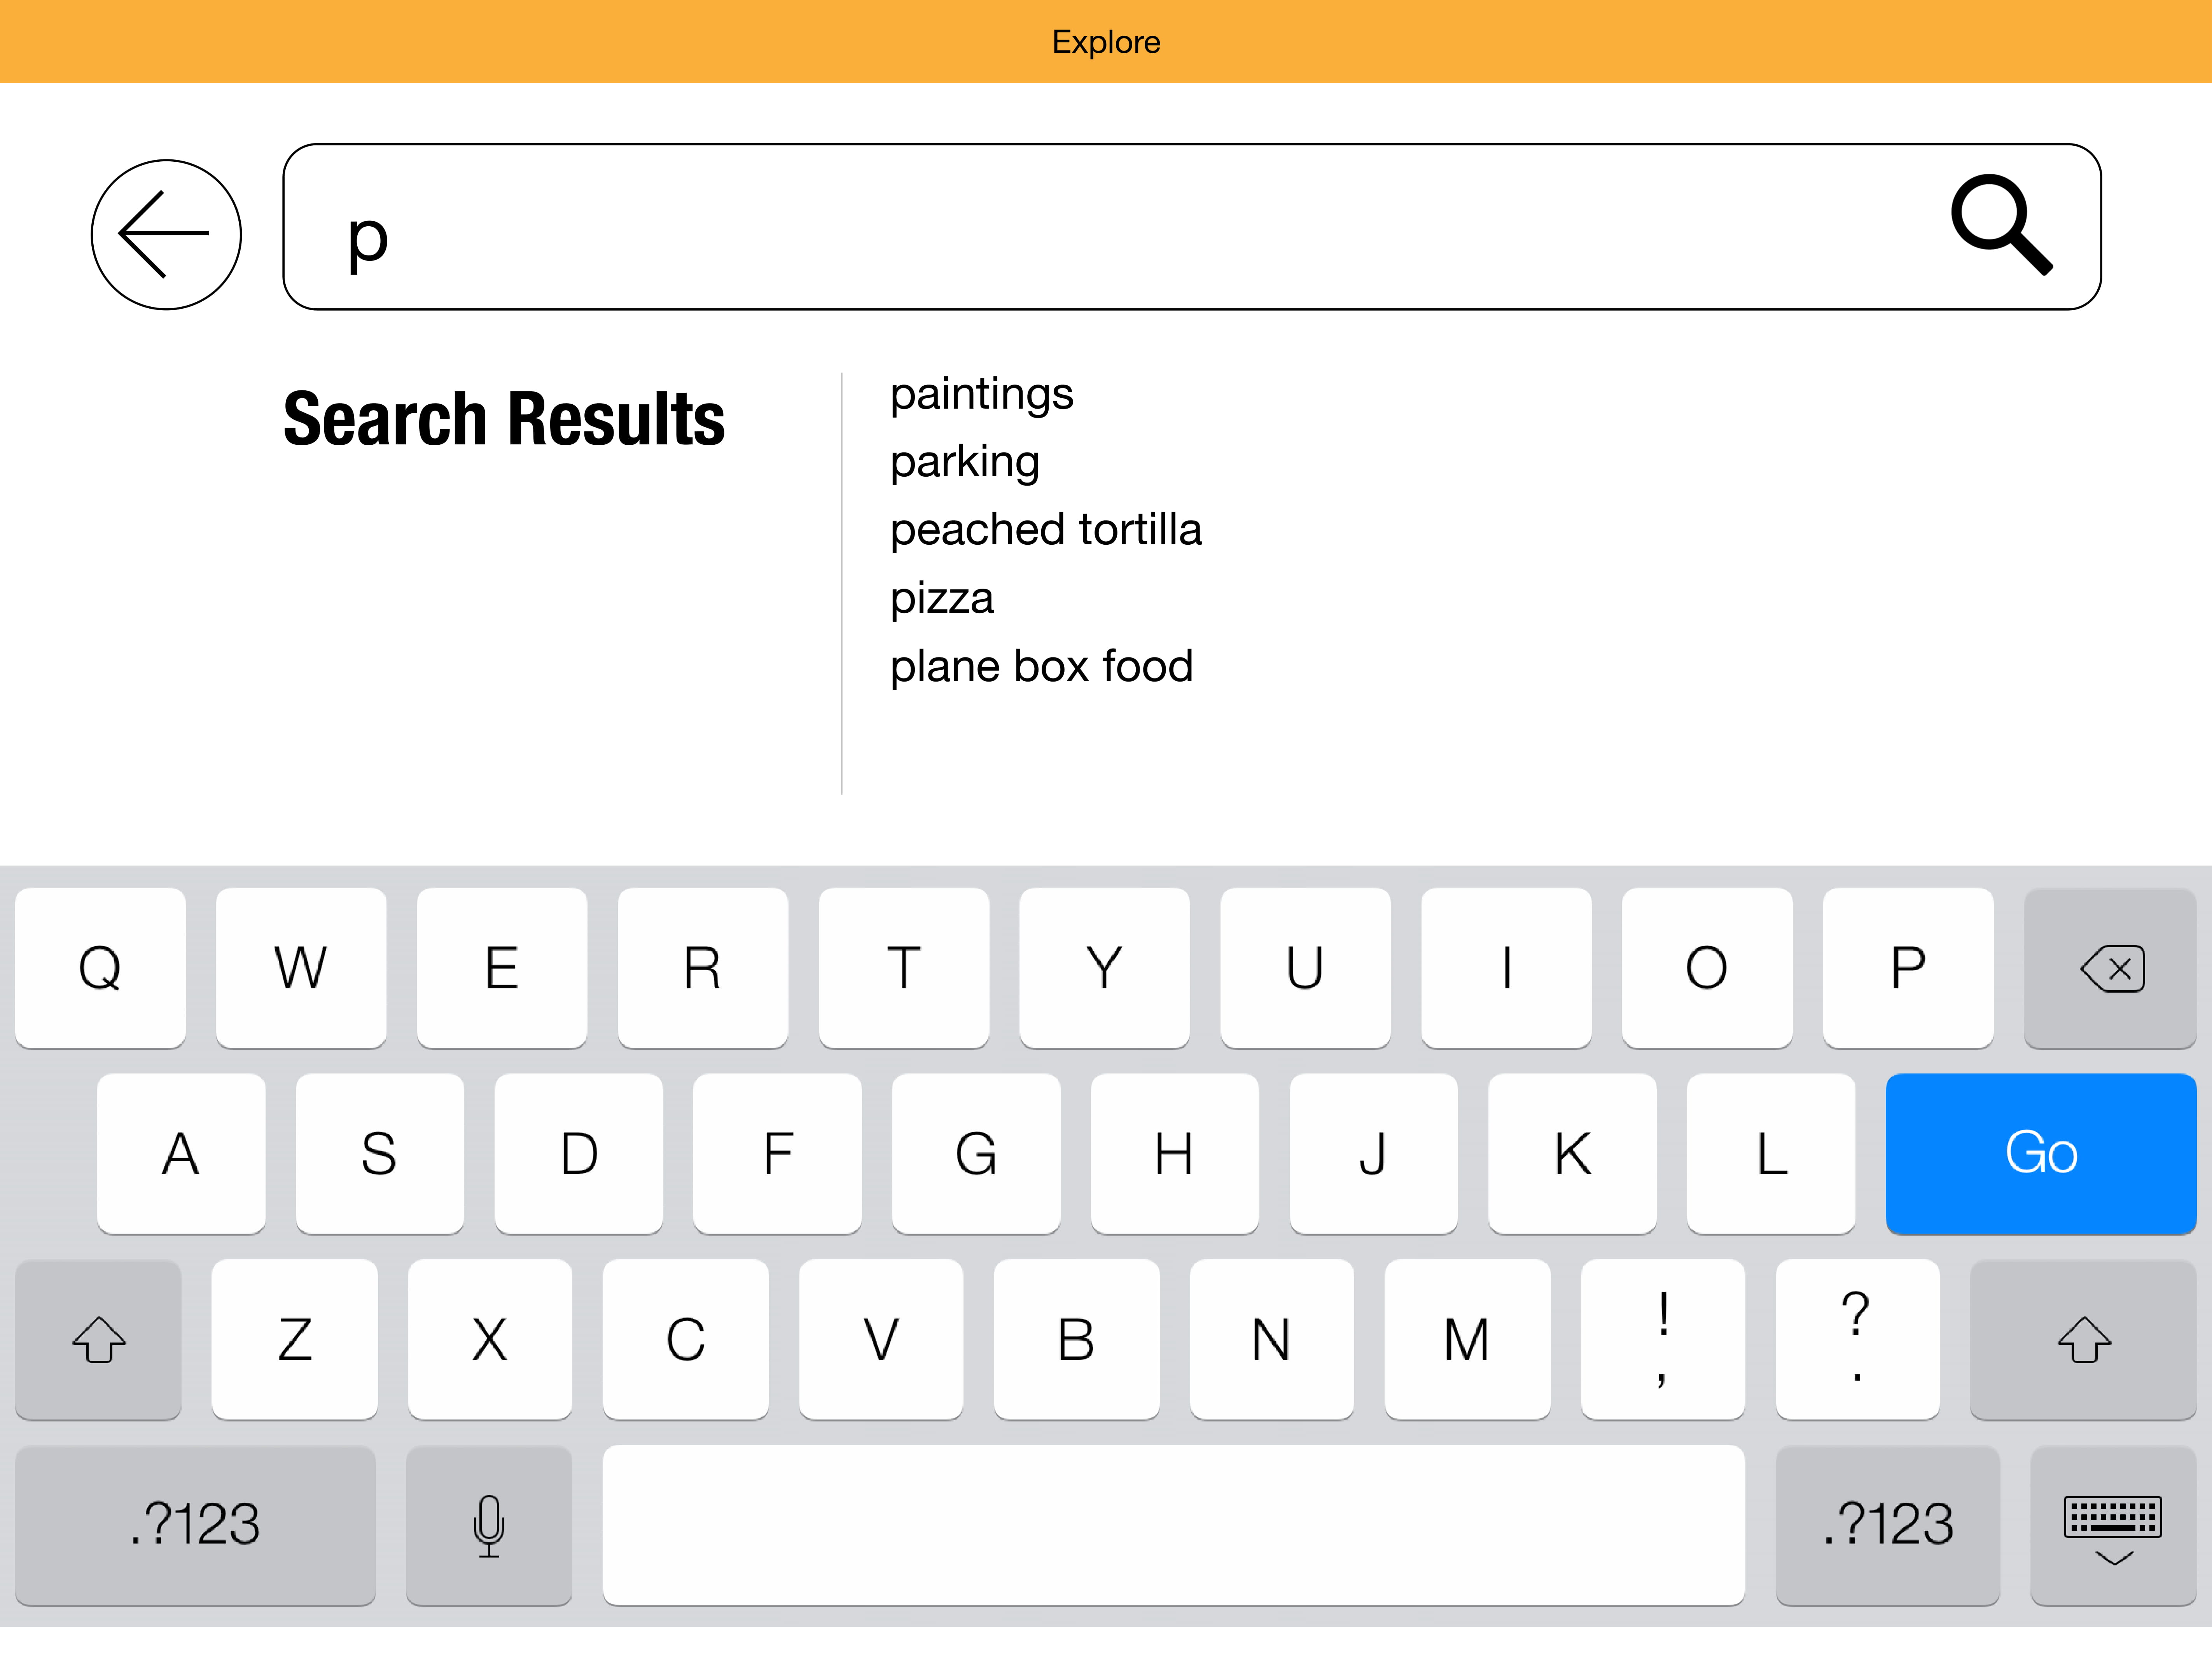 Explore
p
Search Results
paintings
parking
peached tortilla
pizza
plane box food
Q W E R T Y U I O P
A S D F G H J K L Go
Z X C V B N M ! , ? .
.?123 .?123